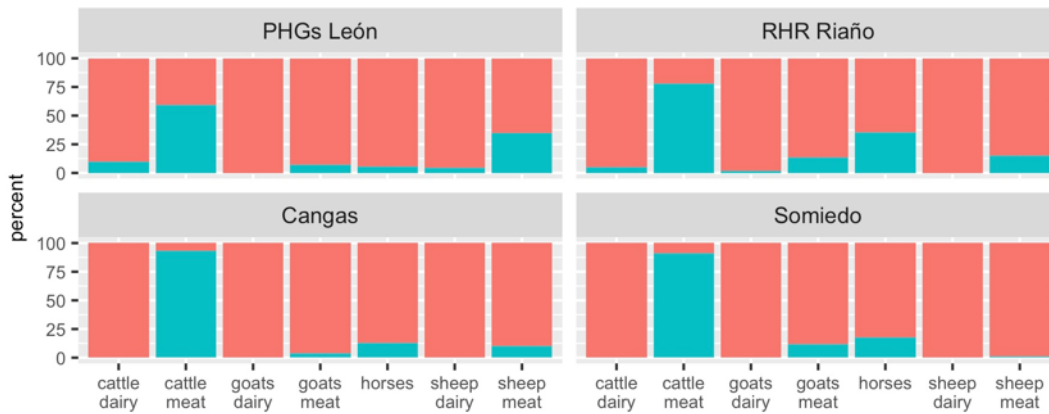 PHGs León
RHR Riaño
100
75
50
25
0
Cangas
Somiedo
100
75
50
25
0
percent
cattle
dairy
cattle
meat
goats
dairy
goats
meat
horses
sheep
dairy
sheep
meat
cattle
dairy
cattle
meat
goats
dairy
goats
meat
horses
sheep
dairy
sheep
meat